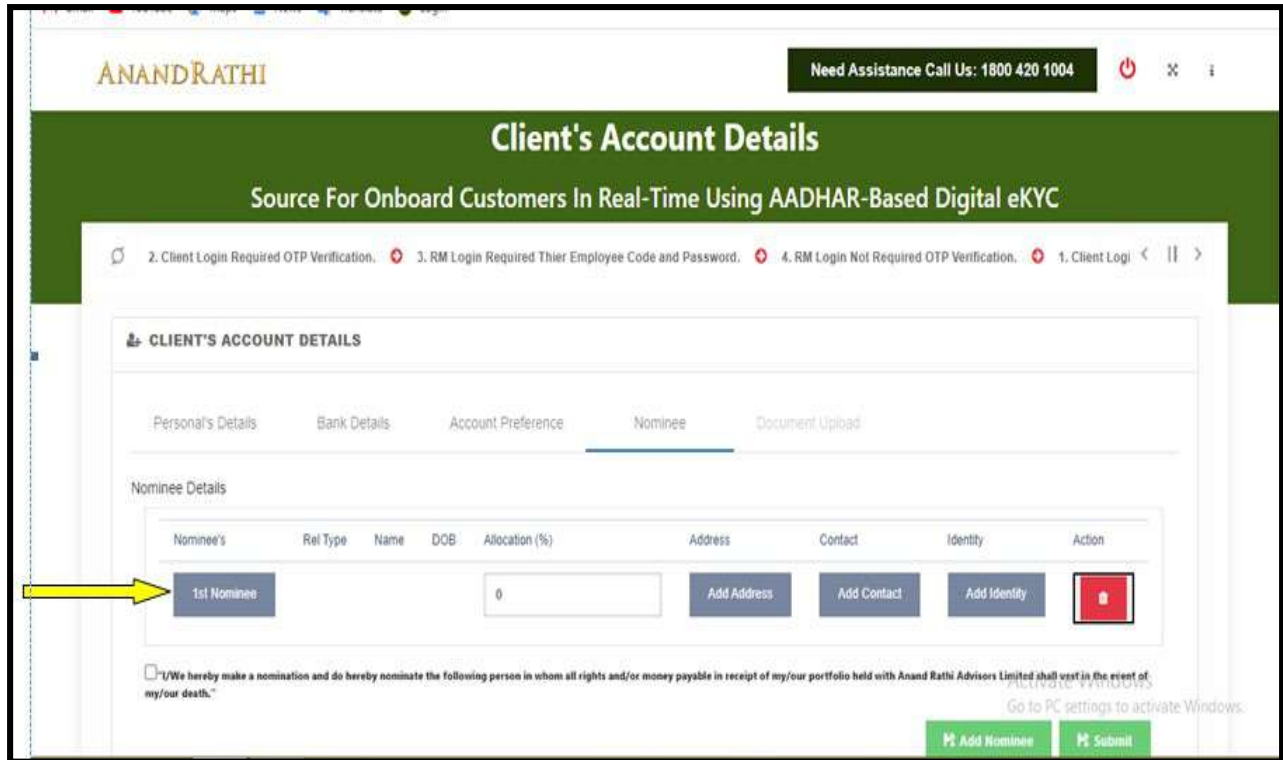 ANANDRATHI
Need Assistance Call Us: 1800 420 1004
Client's Account Details
Source For Onboard Customers In Real-Time Using AADHAR-Based Digital eKYC
2. Client Login Required OTP Verification. 3. RM Login Required Thier Employee Code and Password. 4. RM Login Not Required OTP Verification. 1. Client Logi
CLIENT'S ACCOUNT DETAILS
Personal's Details Bank Details Account Preference Nominee Document Upload
Nominee Details
Nominee's Rel Type Name DOB Allocation (%) Address Contact Identity Action
1st Nominee 0 Add Address Add Contact Add Identity
"I/We hereby make a nomination and do hereby nominate the following person in whom all rights and/or money payable in receipt of my/our portfolio held with Anand Rathi Advisors Limited shall vest in the event of
my/our death."
Activate Windows
Go to PC settings to activate Windows.
Add Nominee Submit